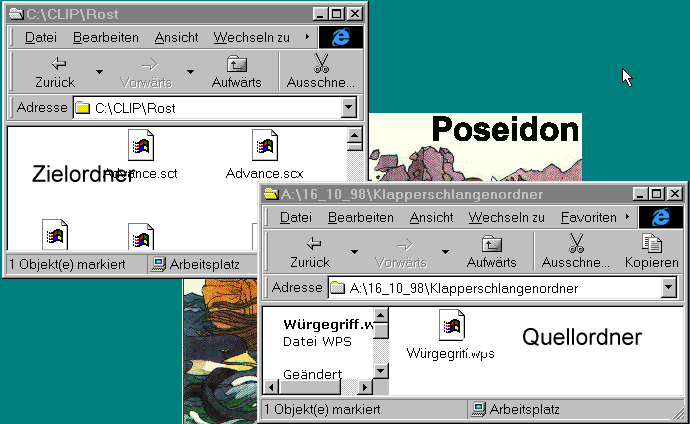 C:\CLIP\Rost
Datei Bearbeiten Ansicht Wechseln zu
Zurück Vorwärts Aufwärts Ausschne...
Adresse C:\CLIP\Rost
Advance.sct Advance.scx
Zielordner
1 Objekt(e) markiert Arbeitsplatz
Poseidon
A:\16_10_98\Klapperschlangenordner
Datei Bearbeiten Ansicht Wechseln zu Favoriten
Zurück Vorwärts Aufwärts Ausschne... Kopieren
Adresse A:\16_10_98\Klapperschlangenordner
Würgegriff.w
Datei WPS
Geändert
Würgegriff.wps
Quellordner
1 Objekt(e) markiert Arbeitsplatz